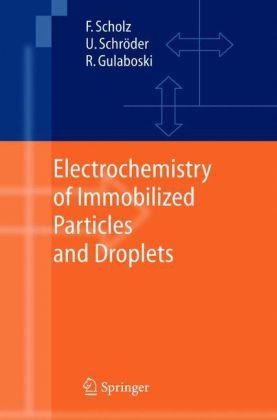 F. Scholz
U. Schröder
R. Gulaboski
Electrochemistry
of Immobilized
Particles
and Droplets
Springer